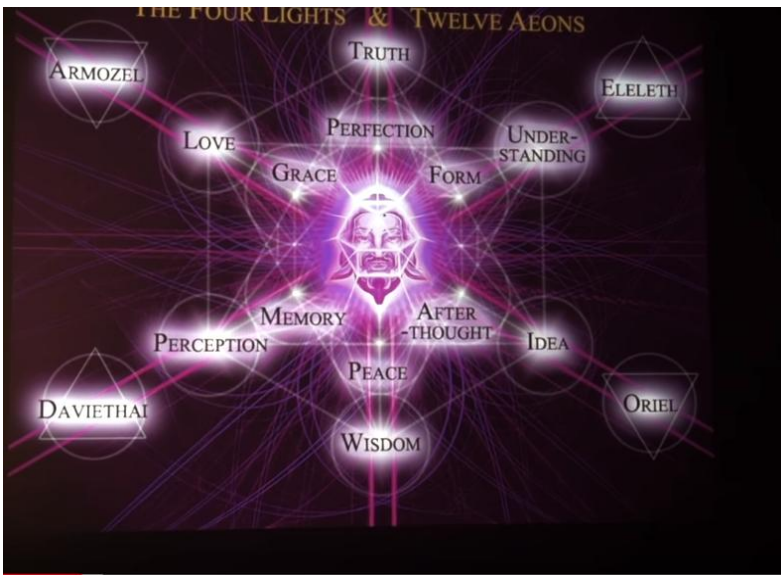 THE FOUR LIGHTS & TWELVE AEONS
TRUTH
ARMOZEL
ELELETH
LOVE
PERFECTION
UNDER-
STANDING
GRACE
FORM
MEMORY
AFTER
-THOUGHT
PERCEPTION
IDEA
PEACE
DAVIETHAI
ORIEL
WISDOM